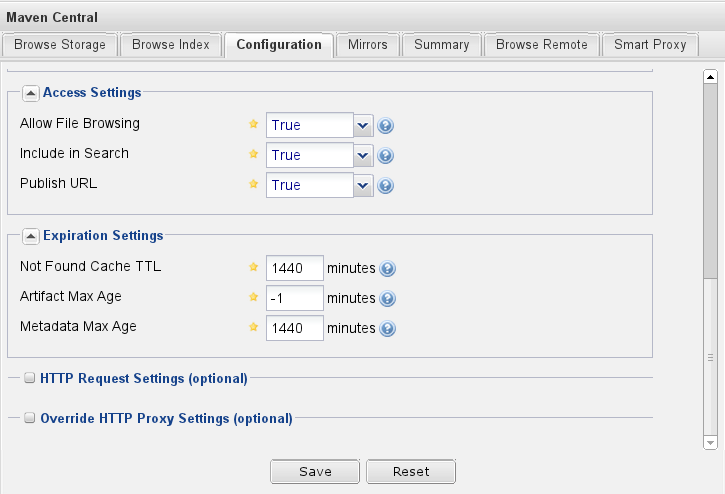 Maven Central
Browse Storage Browse Index Configuration Mirrors Summary Browse Remote Smart Proxy
Access Settings
Allow File Browsing True ?
Include in Search True ?
Publish URL True ?
Expiration Settings
Not Found Cache TTL 1440 minutes ?
Artifact Max Age -1 minutes ?
Metadata Max Age 1440 minutes ?
HTTP Request Settings (optional)
Override HTTP Proxy Settings (optional)
Save Reset